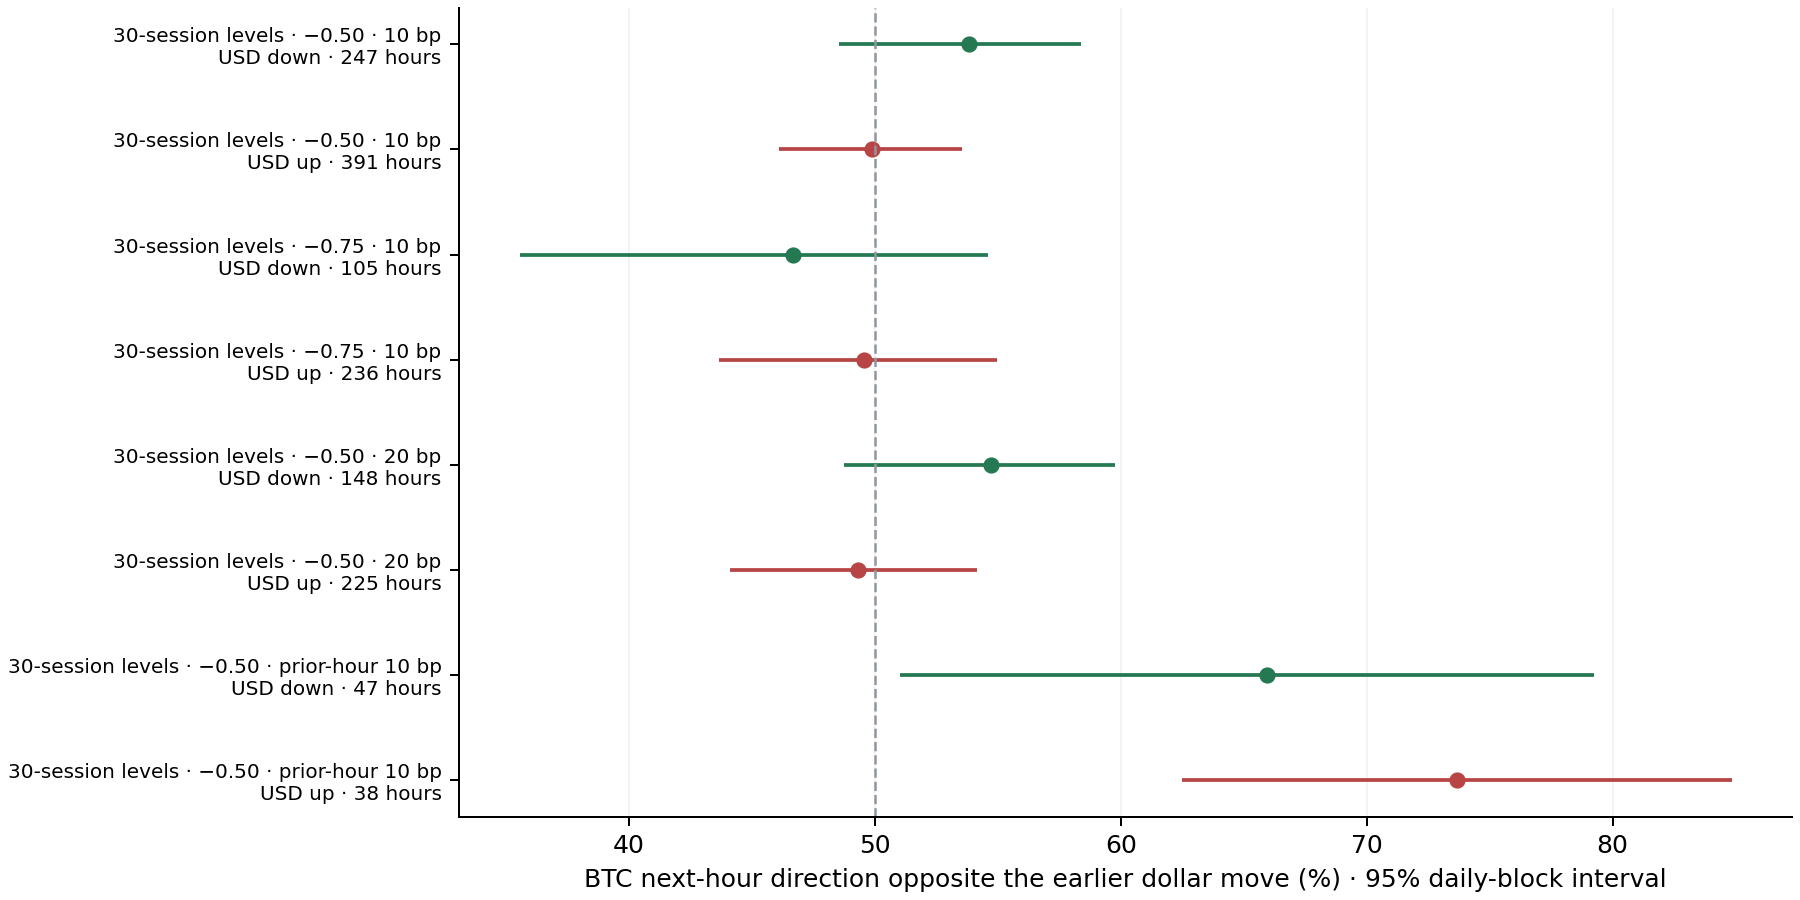 30-session levels · −0.50 · 10 bp
USD down · 247 hours
30-session levels · −0.50 · 10 bp
USD up · 391 hours
30-session levels · −0.75 · 10 bp
USD down · 105 hours
30-session levels · −0.75 · 10 bp
USD up · 236 hours
30-session levels · −0.50 · 20 bp
USD down · 148 hours
30-session levels · −0.50 · 20 bp
USD up · 225 hours
30-session levels · −0.50 · prior-hour 10 bp
USD down · 47 hours
30-session levels · −0.50 · prior-hour 10 bp
USD up · 38 hours
40 50 60 70 80
BTC next-hour direction opposite the earlier dollar move (%) · 95% daily-block interval